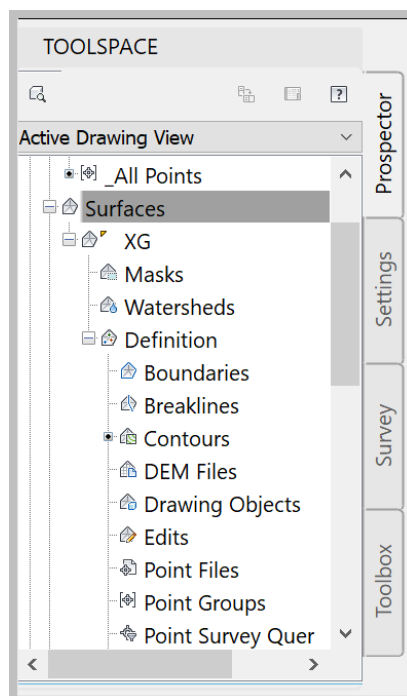 TOOLSPACE
?
Active Drawing View
_All Points
Surfaces
XG
Masks
Watersheds
Definition
Boundaries
Breaklines
Contours
DEM Files
Drawing Objects
Edits
Point Files
Point Groups
Point Survey Quer
Prospector
Settings
Survey
Toolbox